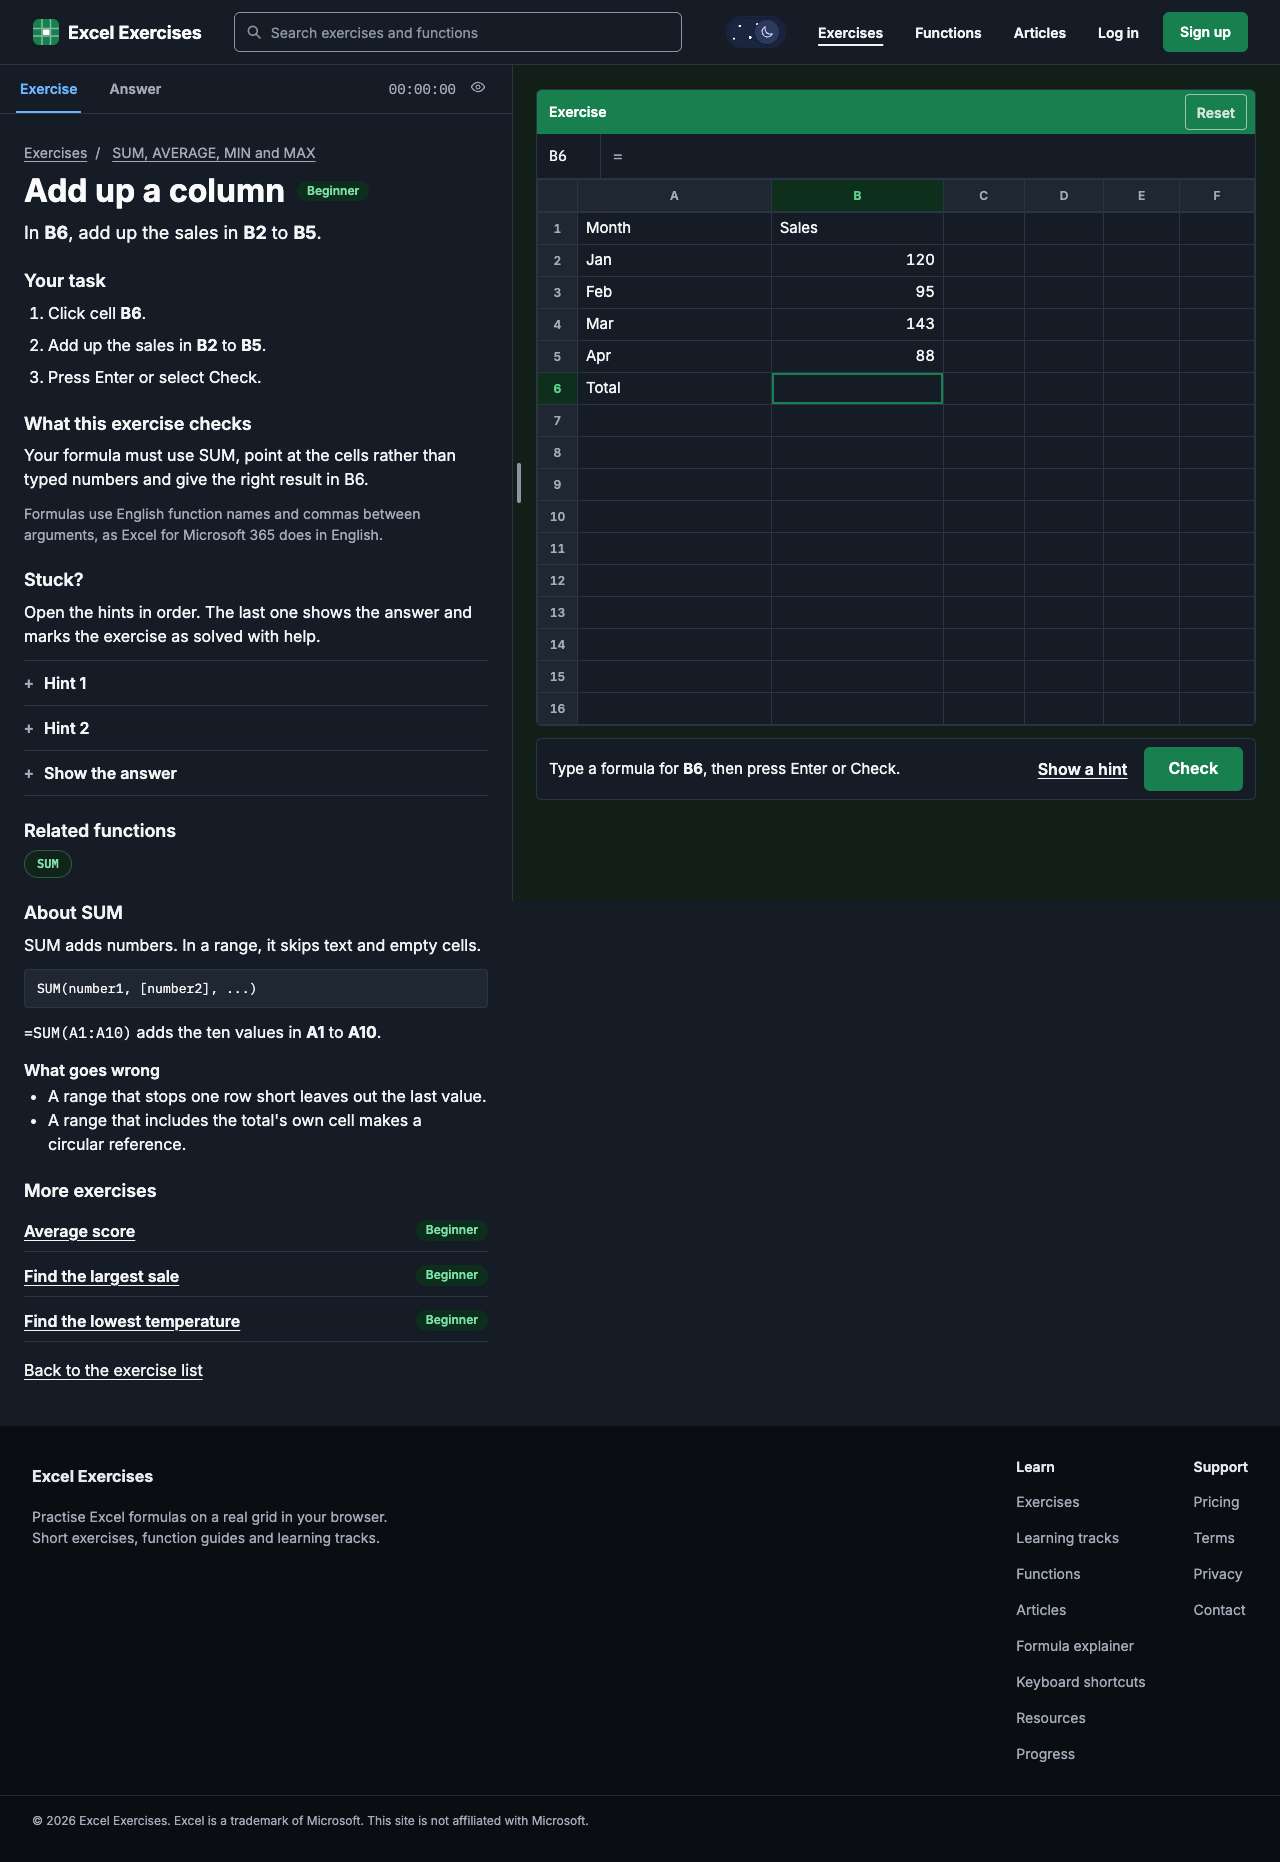 Excel Exercises
Search exercises and functions
Exercises
Functions
Articles
Log in
Sign up
Exercise
Answer
00:00:00
Exercises / SUM, AVERAGE, MIN and MAX
Add up a column Beginner
In B6, add up the sales in B2 to B5.
Your task
1. Click cell B6.
2. Add up the sales in B2 to B5.
3. Press Enter or select Check.
What this exercise checks
Your formula must use SUM, point at the cells rather than
typed numbers and give the right result in B6.
Formulas use English function names and commas between
arguments, as Excel for Microsoft 365 does in English.
Stuck?
Open the hints in order. The last one shows the answer and
marks the exercise as solved with help.
+ Hint 1
+ Hint 2
+ Show the answer
Related functions
SUM
About SUM
SUM adds numbers. In a range, it skips text and empty cells.
SUM(number1, [number2], ...)
=SUM(A1:A10) adds the ten values in A1 to A10.
What goes wrong
• A range that stops one row short leaves out the last value.
• A range that includes the total's own cell makes a
circular reference.
More exercises
Average score Beginner
Find the largest sale Beginner
Find the lowest temperature Beginner
Back to the exercise list
Exercise
Reset
B6 =
A B C D E F
1 Month Sales
2 Jan 120
3 Feb 95
4 Mar 143
5 Apr 88
6 Total
7
8
9
10
11
12
13
14
15
16
Type a formula for B6, then press Enter or Check.
Show a hint
Check
Excel Exercises
Practise Excel formulas on a real grid in your browser.
Short exercises, function guides and learning tracks.
Learn
Exercises
Learning tracks
Functions
Articles
Formula explainer
Keyboard shortcuts
Resources
Progress
Support
Pricing
Terms
Privacy
Contact
© 2026 Excel Exercises. Excel is a trademark of Microsoft. This site is not affiliated with Microsoft.